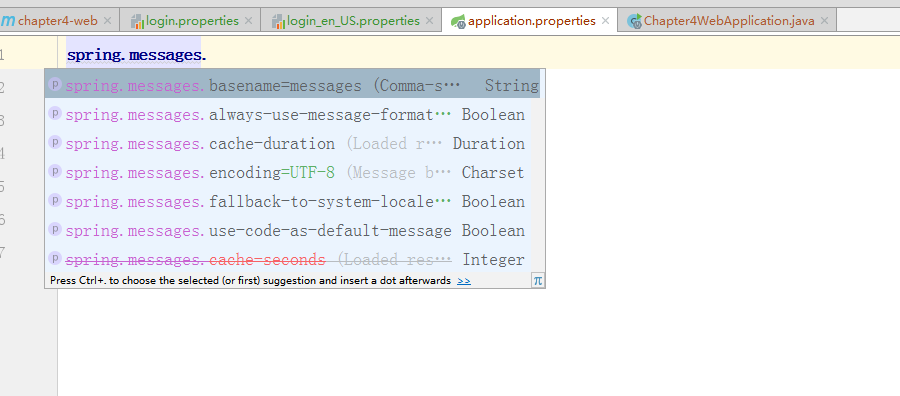 m chapter4-web × login.properties × login_en_US.properties × application.properties × Chapter4WebApplication.java ×
1 spring.messages.
2 p spring.messages.basename=messages (Comma-s… String
p spring.messages.always-use-message-format… Boolean
3 p spring.messages.cache-duration (Loaded r… Duration
4 p spring.messages.encoding=UTF-8 (Message b… Charset
5 p spring.messages.fallback-to-system-locale… Boolean
6 p spring.messages.use-code-as-default-message Boolean
7 p spring.messages.cache-seconds (Loaded res… Integer
Press Ctrl+. to choose the selected (or first) suggestion and insert a dot afterwards >> π